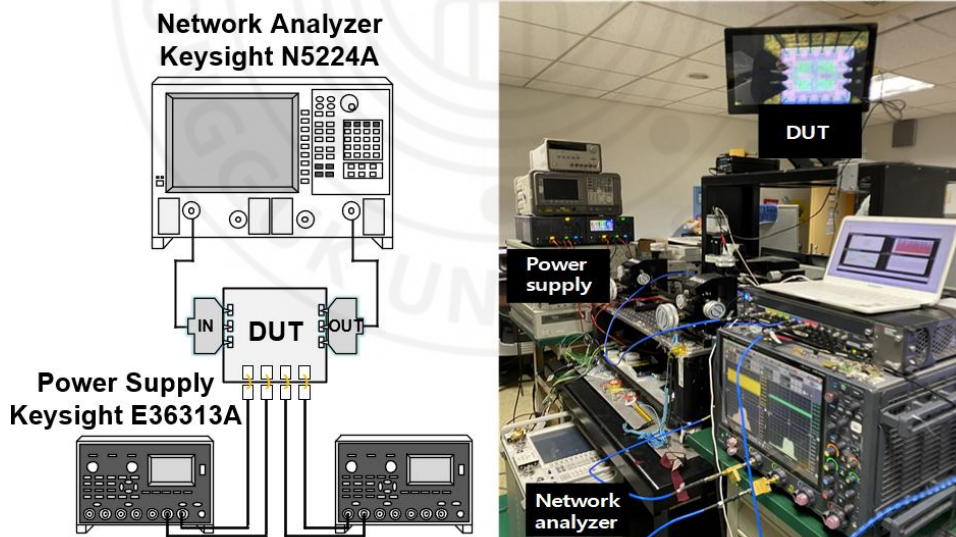 Network Analyzer
Keysight N5224A
IN
DUT
OUT
Power Supply
Keysight E36313A
DUT
Power
supply
Network
analyzer